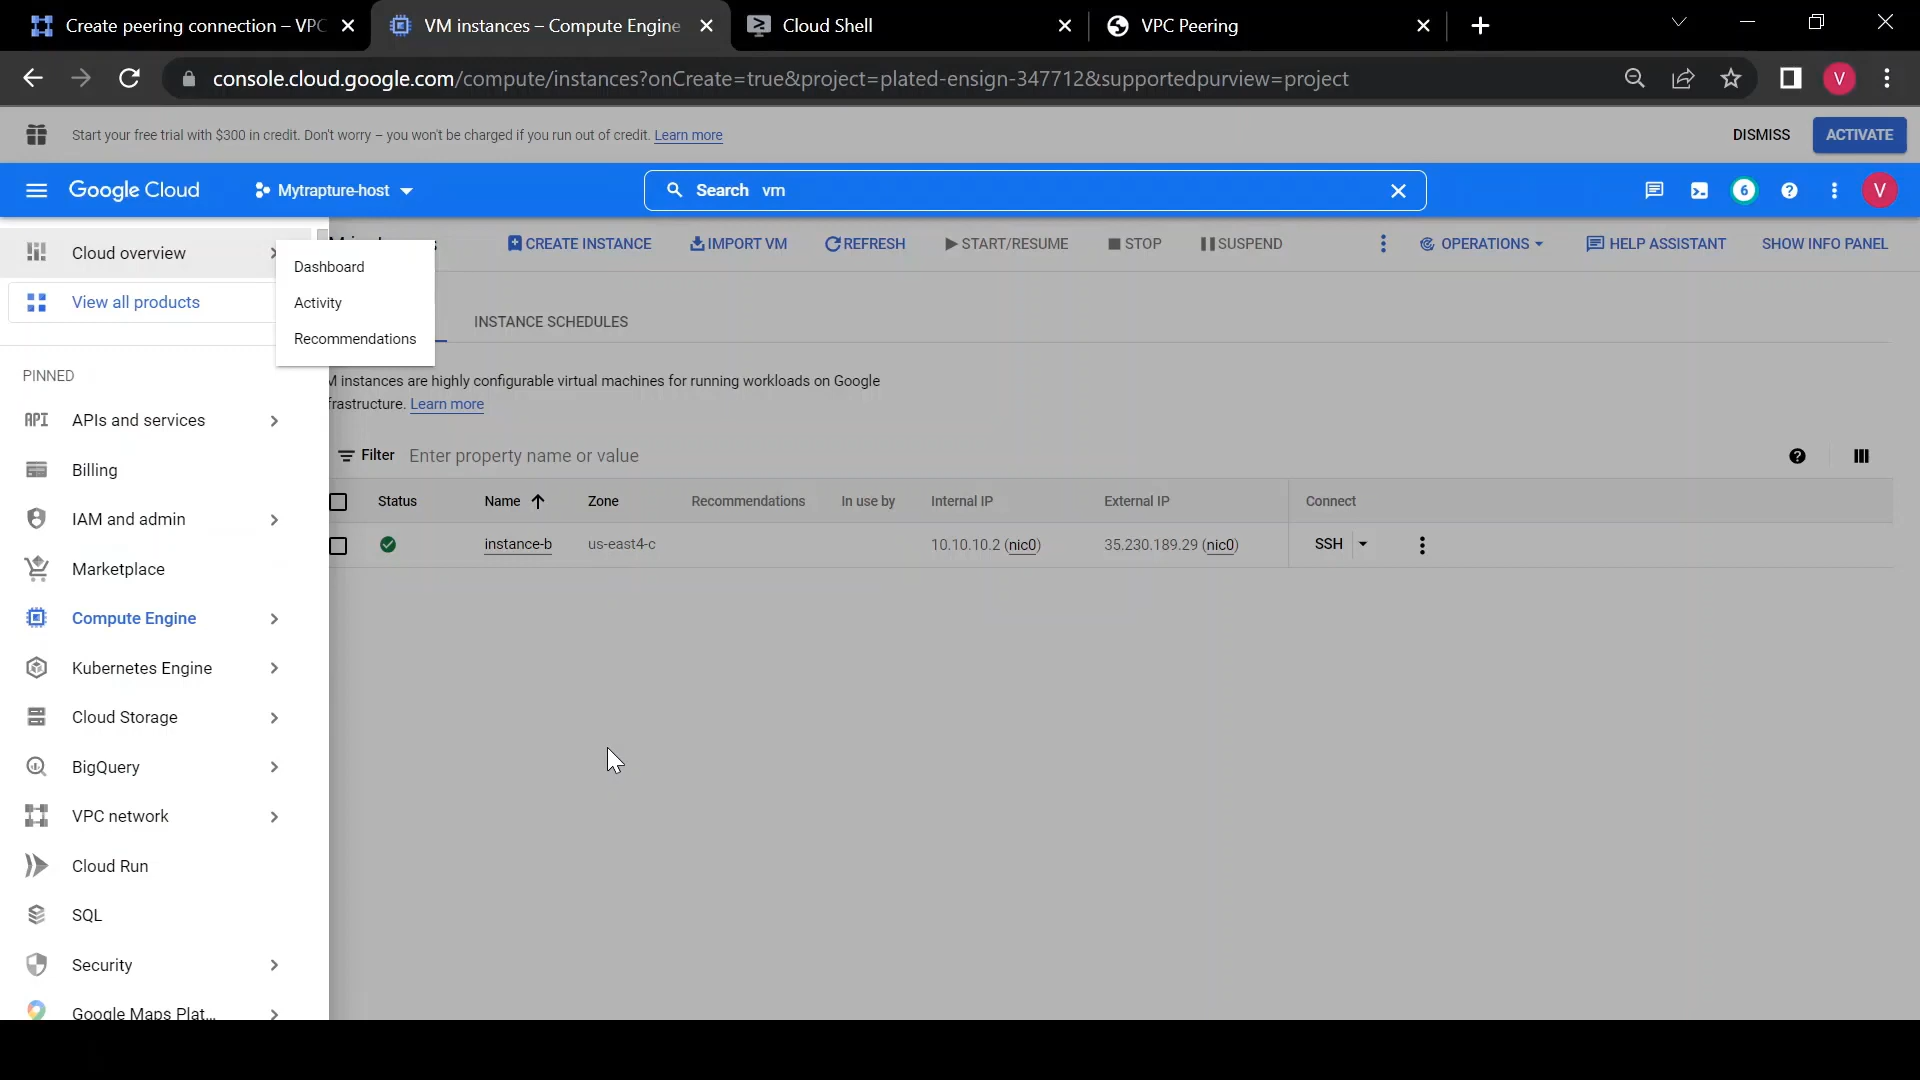 Create peering connection – VPC
VM instances – Compute Engine
Cloud Shell
VPC Peering
console.cloud.google.com/compute/instances?onCreate=true&project=plated-ensign-347712&supportedpurview=project
V
Start your free trial with $300 in credit. Don't worry – you won't be charged if you run out of credit. Learn more
DISMISS
ACTIVATE
Google Cloud
Mytrapture-host
Search vm
6
V
Cloud overview
View all products
Dashboard
Activity
Recommendations
CREATE INSTANCE
IMPORT VM
REFRESH
START/RESUME
STOP
SUSPEND
OPERATIONS
HELP ASSISTANT
SHOW INFO PANEL
INSTANCE SCHEDULES
M instances are highly configurable virtual machines for running workloads on Google
frastructure. Learn more
Filter Enter property name or value
Status Name Zone Recommendations In use by Internal IP External IP Connect
instance-b us-east4-c 10.10.10.2 (nic0) 35.230.189.29 (nic0) SSH
PINNED
API APIs and services
Billing
IAM and admin
Marketplace
Compute Engine
Kubernetes Engine
Cloud Storage
BigQuery
VPC network
Cloud Run
SQL
Security
Google Maps Plat...